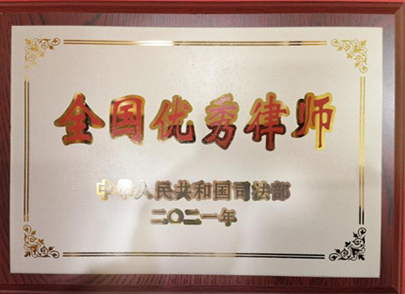 全国优秀律师
中华人民共和国司法部
二〇二一年